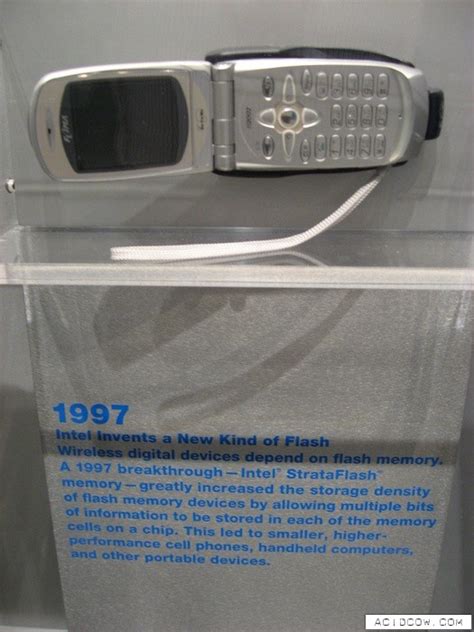 1997
Intel Invents a New Kind of Flash
Wireless digital devices depend on flash memory.
A 1997 breakthrough—Intel® StrataFlash®
memory—greatly increased the storage density
of flash memory devices by allowing multiple bits
of information to be stored in each of the memory
cells on a chip. This led to smaller, higher-
performance cell phones, handheld computers,
and other portable devices.
ACIDCOW.COM